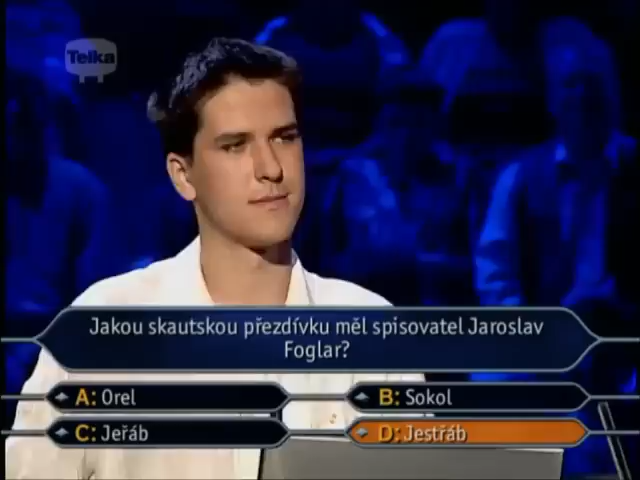 Telka
Jakou skautskou přezdívku měl spisovatel Jaroslav
Foglar?
A: Orel
B: Sokol
C: Jeřáb
D: Jestřáb